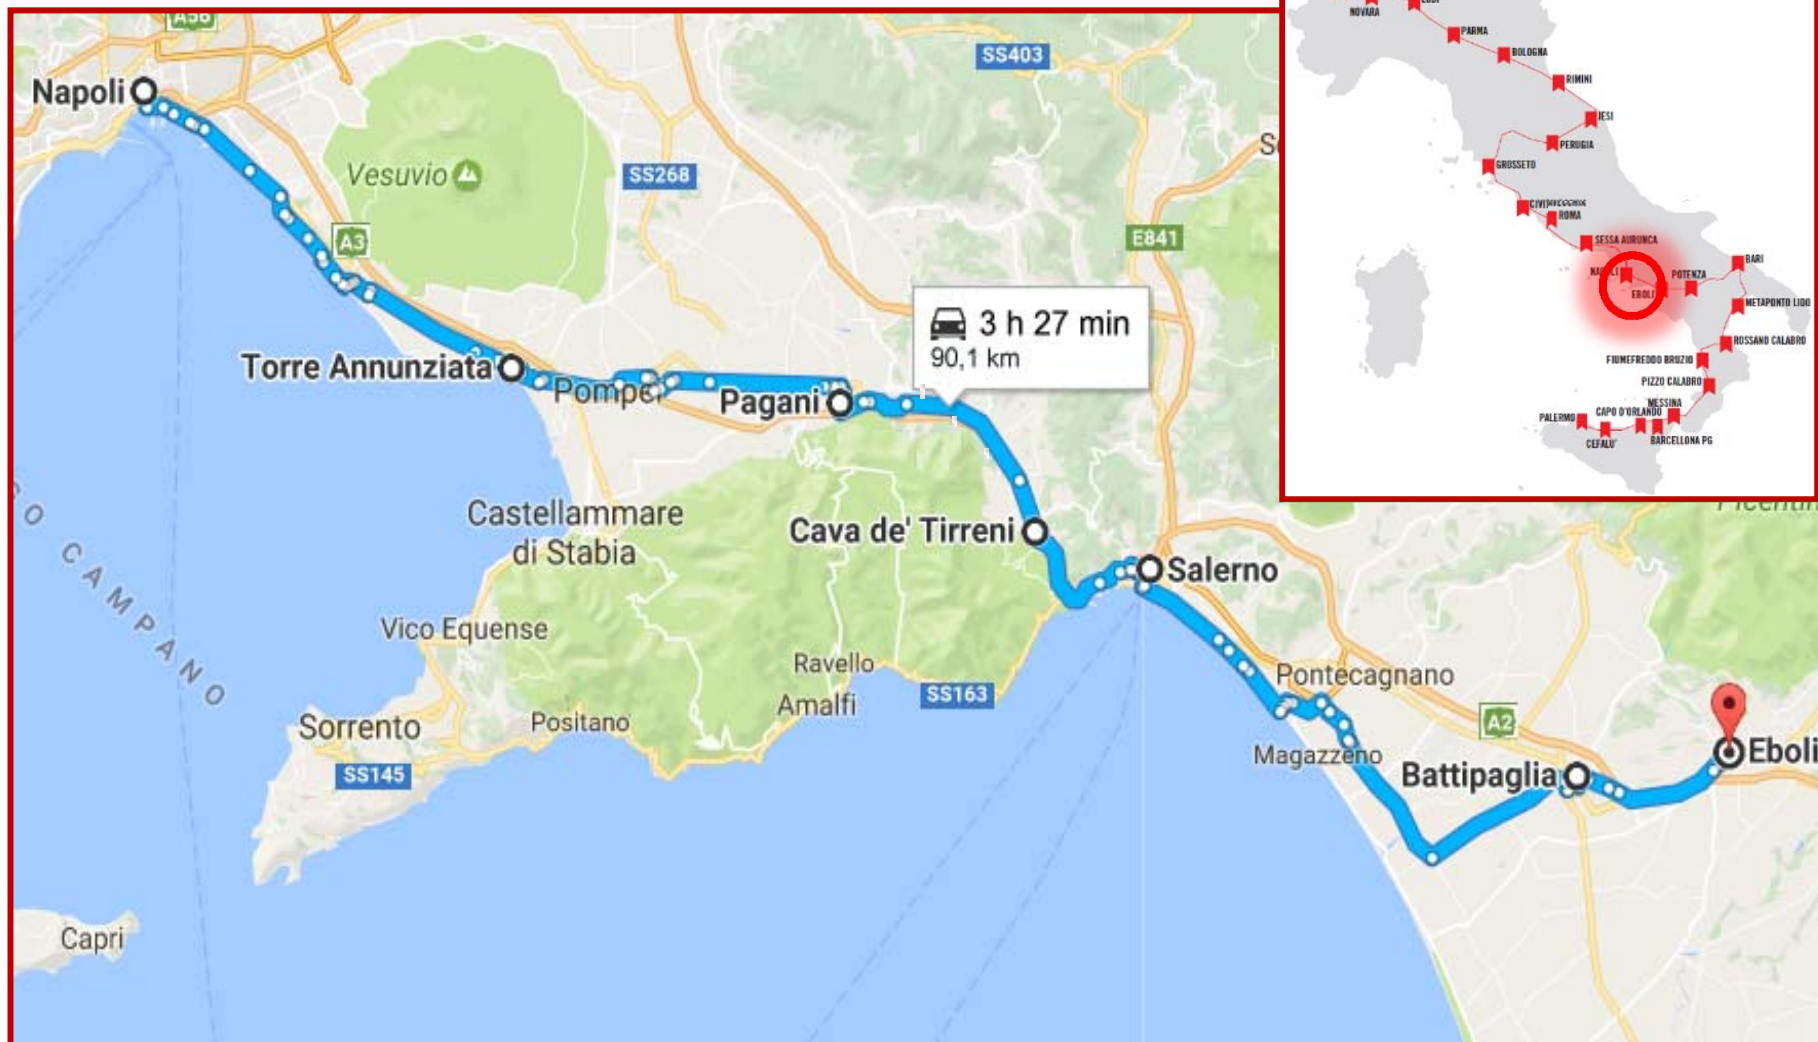 A56
Napoli
SS403
Vesuvio
SS268
A3
E841
3 h 27 min
90,1 km
Torre Annunziata
Pompei
Pagani
Castellammare
di Stabia
Cava de' Tirreni
Salerno
CAMPANO
Vico Equense
Ravello
Amalfi
SS163
Pontecagnano
Sorrento
Positano
SS145
Magazzeno
A2
Battipaglia
Eboli
Capri
NOVARA
LODI
PARMA
BOLOGNA
RIMINI
JESI
PERUGIA
GROSSETO
CIVITAVECCHIA
ROMA
SESSA AURUNCA
NAPOLI
EBOLI
POTENZA
BARI
METAPONTO LIDO
ROSSANO CALABRO
FIUMEFREDDO BRUZIO
PIZZO CALABRO
MESSINA
PALERMO
CAPO D'ORLANDO
CEFALU'
BARCELLONA PG